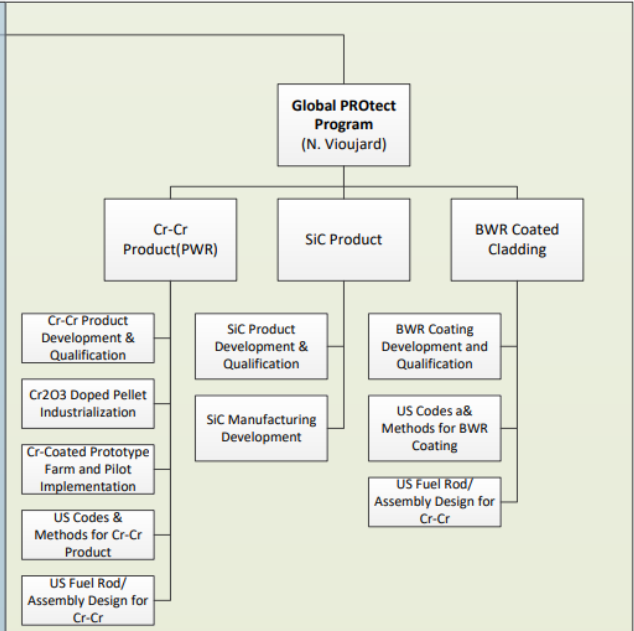 Global PROtect
Program
(N. Vioujard)
Cr-Cr
Product(PWR)
SiC Product
BWR Coated
Cladding
Cr-Cr Product
Development &
Qualification
Cr2O3 Doped Pellet
Industrialization
Cr-Coated Prototype
Farm and Pilot
Implementation
US Codes &
Methods for Cr-Cr
Product
US Fuel Rod/
Assembly Design for
Cr-Cr
SiC Product
Development &
Qualification
SiC Manufacturing
Development
BWR Coating
Development and
Qualification
US Codes a&
Methods for BWR
Coating
US Fuel Rod/
Assembly Design for
Cr-Cr